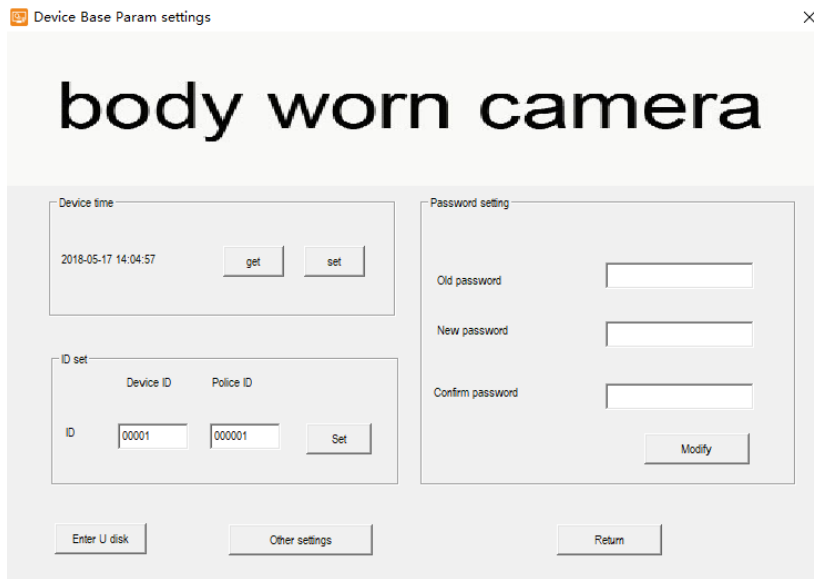 Device Base Param settings
body worn camera
Device time
2018-05-17 14:04:57
get
set
ID set
Device ID
Police ID
ID
00001
000001
Set
Password setting
Old password
New password
Confirm password
Modify
Enter U disk
Other settings
Return